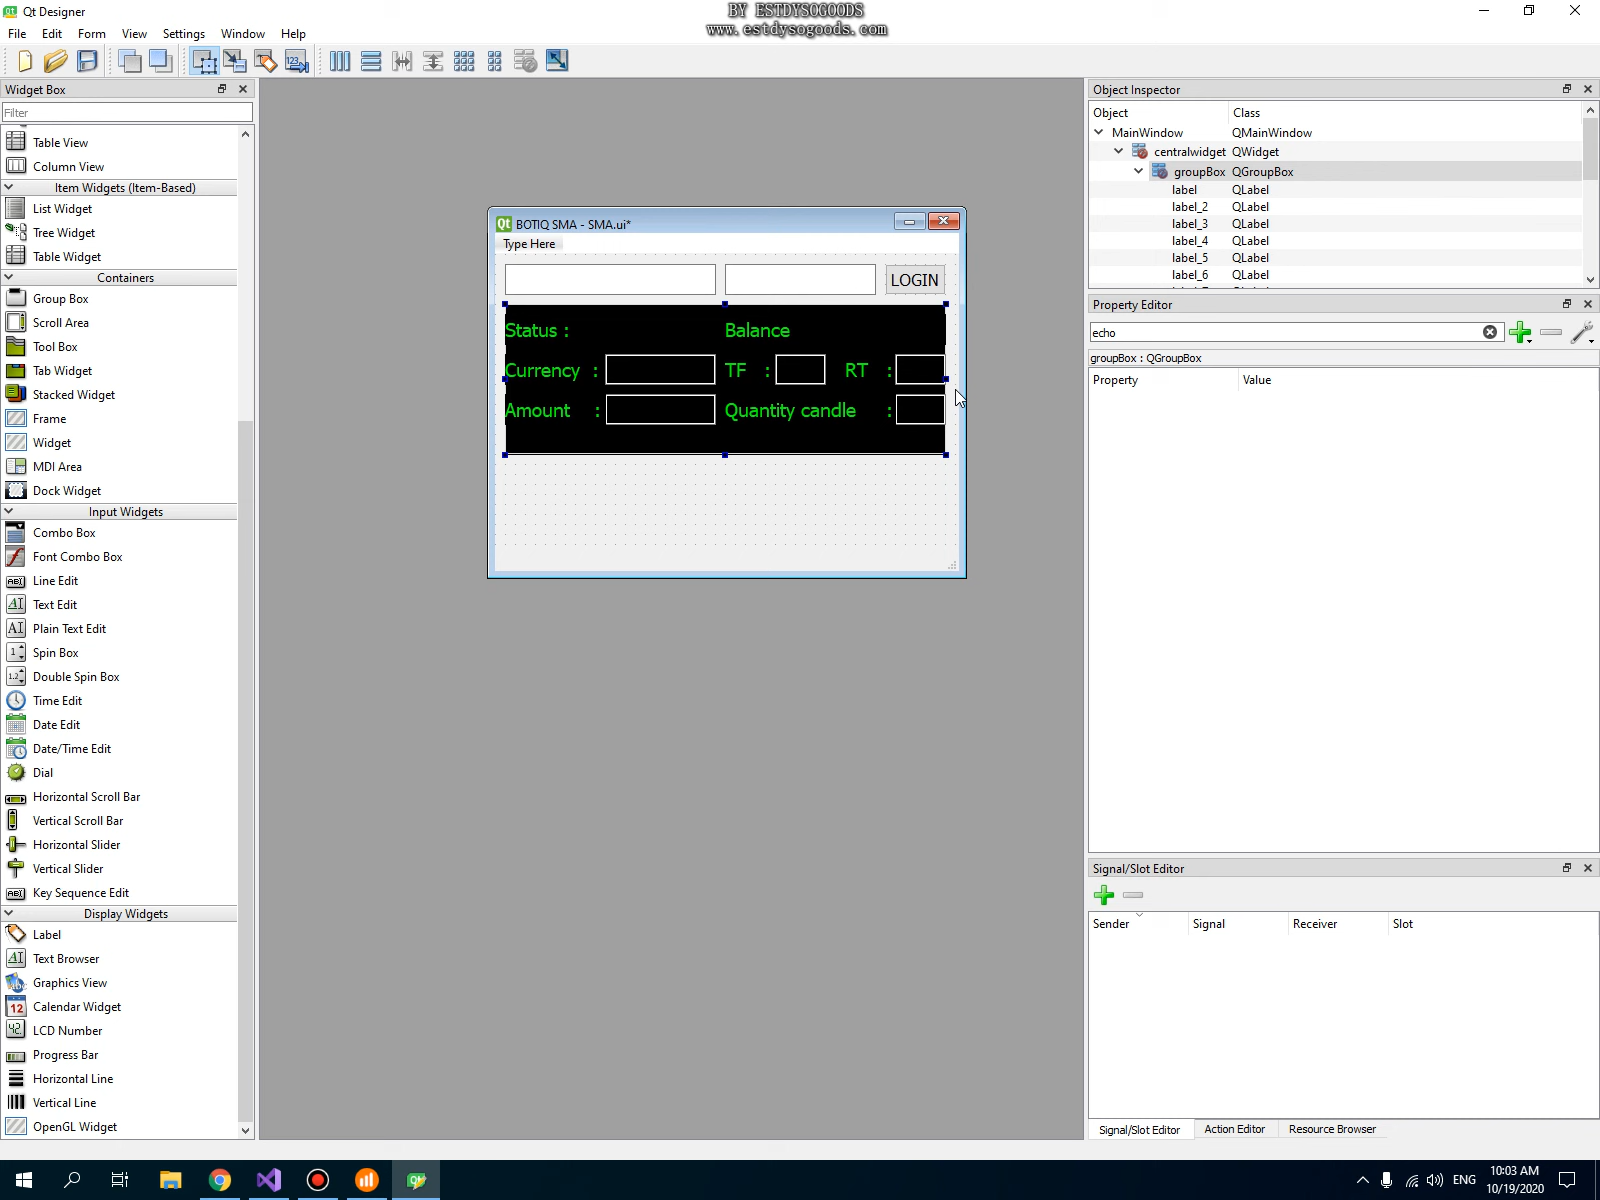 Qt Designer
BY ESTDYSOGOODS
www.estdysogoods.com
File Edit Form View Settings Window Help
Widget Box
Filter
Table View
Column View
Item Widgets (Item-Based)
List Widget
Tree Widget
Table Widget
Containers
Group Box
Scroll Area
Tool Box
Tab Widget
Stacked Widget
Frame
Widget
MDI Area
Dock Widget
Input Widgets
Combo Box
Font Combo Box
Line Edit
Text Edit
Plain Text Edit
Spin Box
Double Spin Box
Time Edit
Date Edit
Date/Time Edit
Dial
Horizontal Scroll Bar
Vertical Scroll Bar
Horizontal Slider
Vertical Slider
Key Sequence Edit
Display Widgets
Label
Text Browser
Graphics View
Calendar Widget
LCD Number
Progress Bar
Horizontal Line
Vertical Line
OpenGL Widget
BOTIQ SMA - SMA.ui*
Type Here
LOGIN
Status : Balance
Currency : TF : RT :
Amount : Quantity candle :
Object Inspector
Object Class
MainWindow QMainWindow
centralwidget QWidget
groupBox QGroupBox
label QLabel
label_2 QLabel
label_3 QLabel
label_4 QLabel
label_5 QLabel
label_6 QLabel
Property Editor
echo
groupBox : QGroupBox
Property Value
Signal/Slot Editor
Sender Signal Receiver Slot
Signal/Slot Editor Action Editor Resource Browser
ENG
10:03 AM
10/19/2020